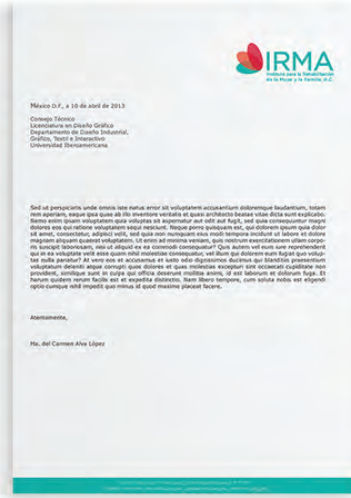 IRMA
Instituto para la Rehabilitación
de la Mujer y la Familia, A.C.
México D.F., a 10 de abril de 2013
Consejo Técnico
Licenciatura en Diseño Gráfico
Departamento de Diseño Industrial,
Gráfico, Textil e Interactivo
Universidad Iberoamericana
Sed ut perspiciatis unde omnis iste natus error sit voluptatem accusantium doloremque laudantium, totam
rem aperiam, eaque ipsa quae ab illo inventore veritatis et quasi architecto beatae vitae dicta sunt explicabo.
Nemo enim ipsam voluptatem quia voluptas sit aspernatur aut odit aut fugit, sed quia consequuntur magni
dolores eos qui ratione voluptatem sequi nesciunt. Neque porro quisquam est, qui dolorem ipsum quia dolor
sit amet, consectetur, adipisci velit, sed quia non numquam eius modi tempora incidunt ut labore et dolore
magnam aliquam quaerat voluptatem. Ut enim ad minima veniam, quis nostrum exercitationem ullam corpo-
ris suscipit laboriosam, nisi ut aliquid ex ea commodi consequatur? Quis autem vel eum iure reprehenderit
qui in ea voluptate velit esse quam nihil molestiae consequatur, vel illum qui dolorem eum fugiat quo volup-
tas nulla pariatur? At vero eos et accusamus et iusto odio dignissimos ducimus qui blanditiis praesentium
voluptatum deleniti atque corrupti quos dolores et quas molestias excepturi sint occaecati cupiditate non
provident, similique sunt in culpa qui officia deserunt mollitia animi, id est laborum et dolorum fuga. Et
harum quidem rerum facilis est et expedita distinctio. Nam libero tempore, cum soluta nobis est eligendi
optio cumque nihil impedit quo minus id quod maxime placeat facere.
Atentamente,
Ma. del Carmen Alva López